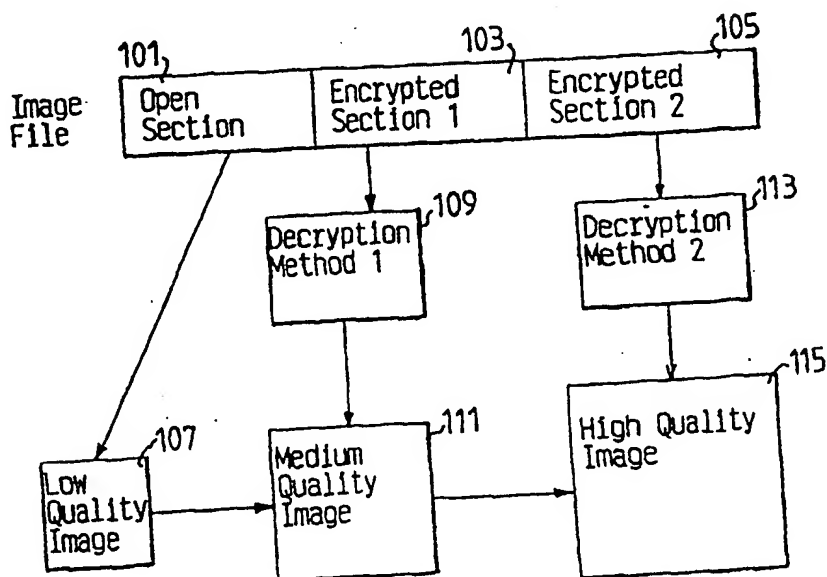 101
103
105
Image
File
Open
Section
Encrypted
Section 1
Encrypted
Section 2
109
Decryption
Method 1
113
Decryption
Method 2
107
Low
Quality
Image
111
Medium
Quality
Image
115
High Quality
Image